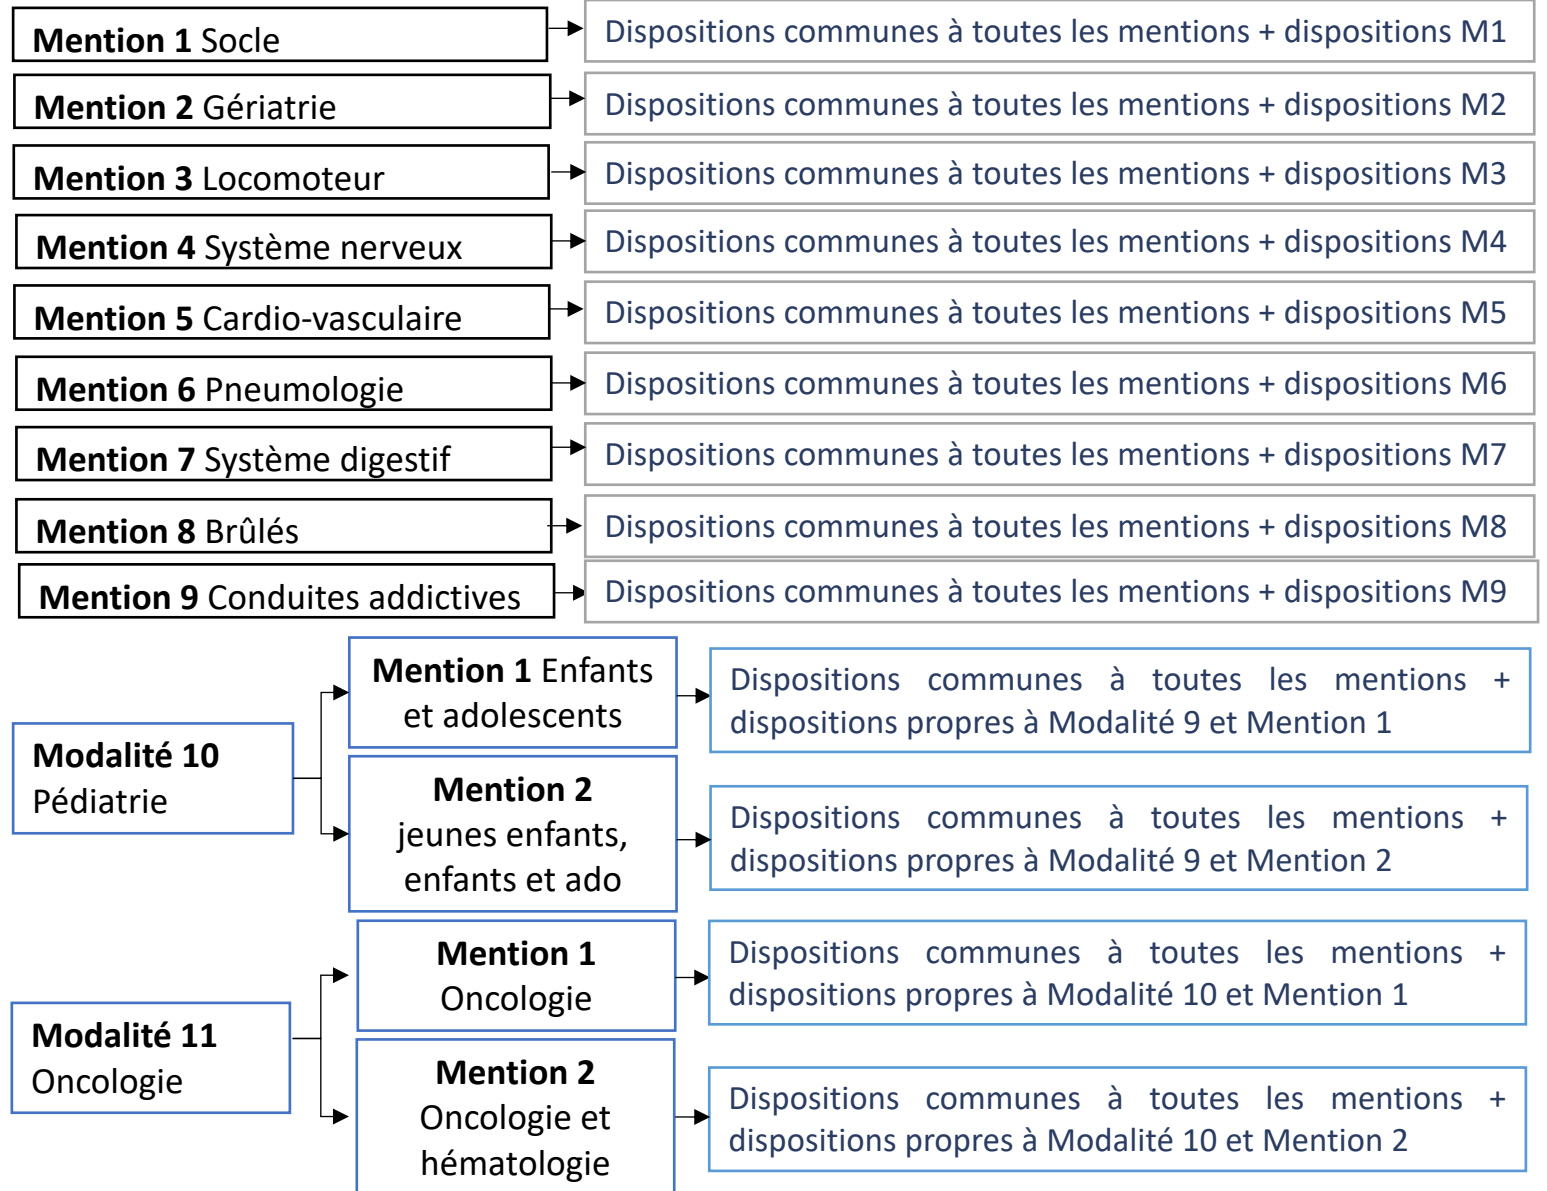 Mention 1 Socle
Dispositions communes à toutes les mentions + dispositions M1
Mention 2 Gériatrie
Dispositions communes à toutes les mentions + dispositions M2
Mention 3 Locomoteur
Dispositions communes à toutes les mentions + dispositions M3
Mention 4 Système nerveux
Dispositions communes à toutes les mentions + dispositions M4
Mention 5 Cardio-vasculaire
Dispositions communes à toutes les mentions + dispositions M5
Mention 6 Pneumologie
Dispositions communes à toutes les mentions + dispositions M6
Mention 7 Système digestif
Dispositions communes à toutes les mentions + dispositions M7
Mention 8 Brûlés
Dispositions communes à toutes les mentions + dispositions M8
Mention 9 Conduites addictives
Dispositions communes à toutes les mentions + dispositions M9
Modalité 10
Pédiatrie
Mention 1 Enfants
et adolescents
Dispositions communes à toutes les mentions +
dispositions propres à Modalité 9 et Mention 1
Mention 2
jeunes enfants,
enfants et ado
Dispositions communes à toutes les mentions +
dispositions propres à Modalité 9 et Mention 2
Modalité 11
Oncologie
Mention 1
Oncologie
Dispositions communes à toutes les mentions +
dispositions propres à Modalité 10 et Mention 1
Mention 2
Oncologie et
hématologie
Dispositions communes à toutes les mentions +
dispositions propres à Modalité 10 et Mention 2